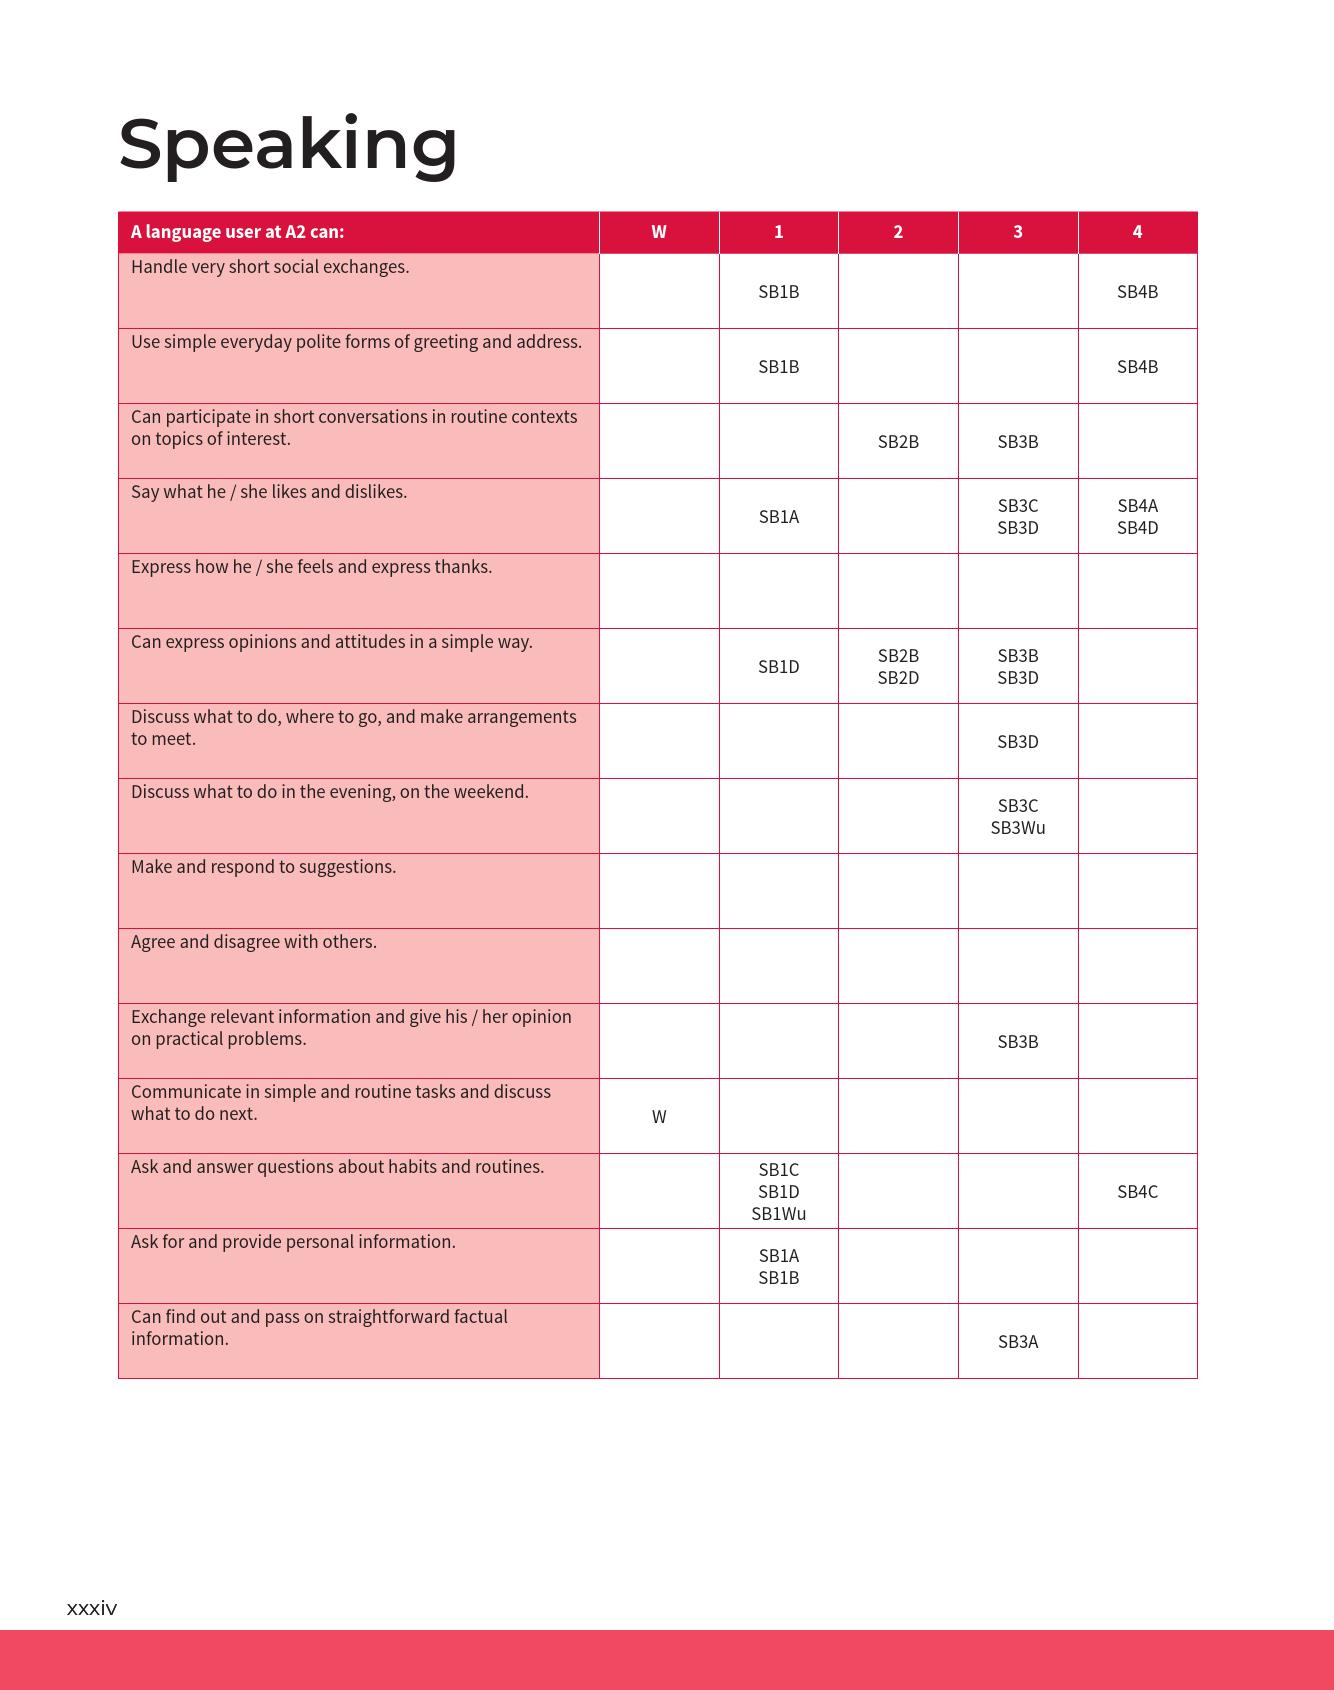 Speaking
A language user at A2 can: W 1 2 3 4
Handle very short social exchanges.
SB1B SB4B
Use simple everyday polite forms of greeting and address.
SB1B SB4B
Can participate in short conversations in routine contexts
on topics of interest.
SB2B SB3B
Say what he / she likes and dislikes.
SB1A
SB3C SB4A
SB3D SB4D
Express how he / she feels and express thanks.
Can express opinions and attitudes in a simple way.
SB1D
SB2B SB3B
SB2D SB3D
Discuss what to do, where to go, and make arrangements
to meet.
SB3D
Discuss what to do in the evening, on the weekend.
SB3C
SB3Wu
Make and respond to suggestions.
Agree and disagree with others.
Exchange relevant information and give his / her opinion
on practical problems.
SB3B
Communicate in simple and routine tasks and discuss
what to do next.
W
Ask and answer questions about habits and routines.
SB1C
SB1D SB4C
SB1Wu
Ask for and provide personal information.
SB1A
SB1B
Can find out and pass on straightforward factual
information.
SB3A
xxxiv